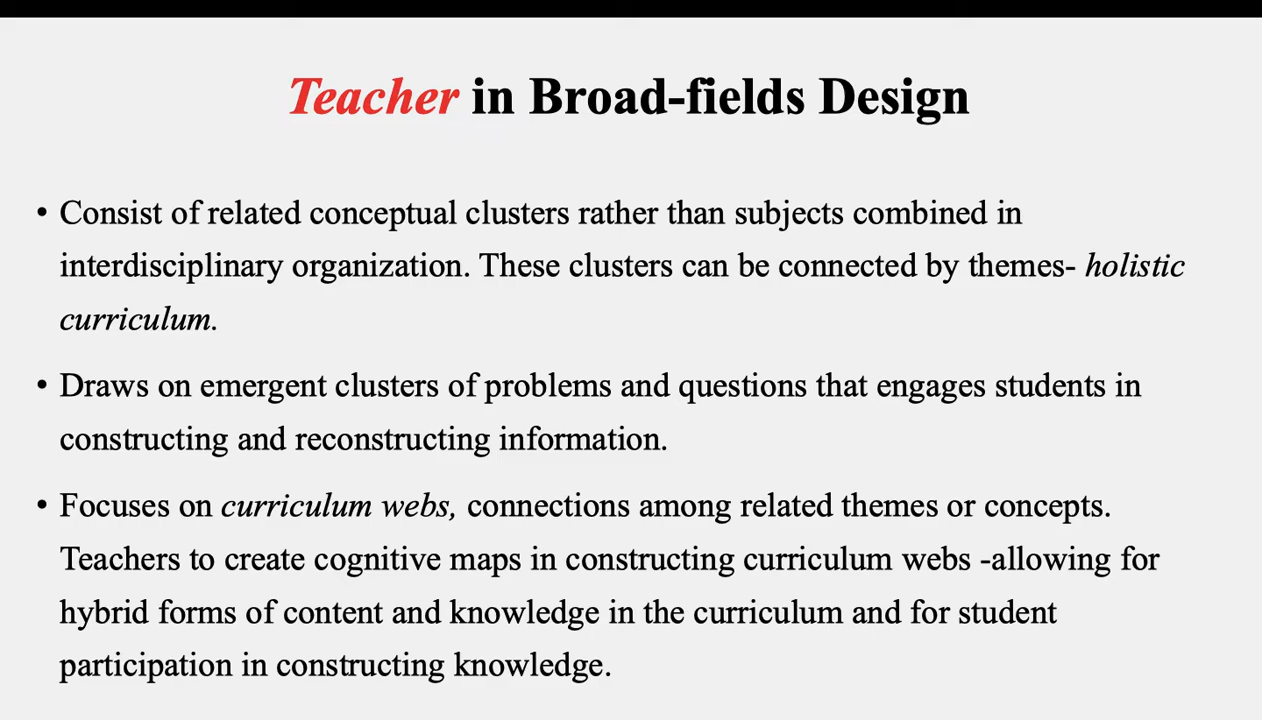 Teacher in Broad-fields Design
• Consist of related conceptual clusters rather than subjects combined in
interdisciplinary organization. These clusters can be connected by themes- holistic
curriculum.
• Draws on emergent clusters of problems and questions that engages students in
constructing and reconstructing information.
• Focuses on curriculum webs, connections among related themes or concepts.
Teachers to create cognitive maps in constructing curriculum webs -allowing for
hybrid forms of content and knowledge in the curriculum and for student
participation in constructing knowledge.